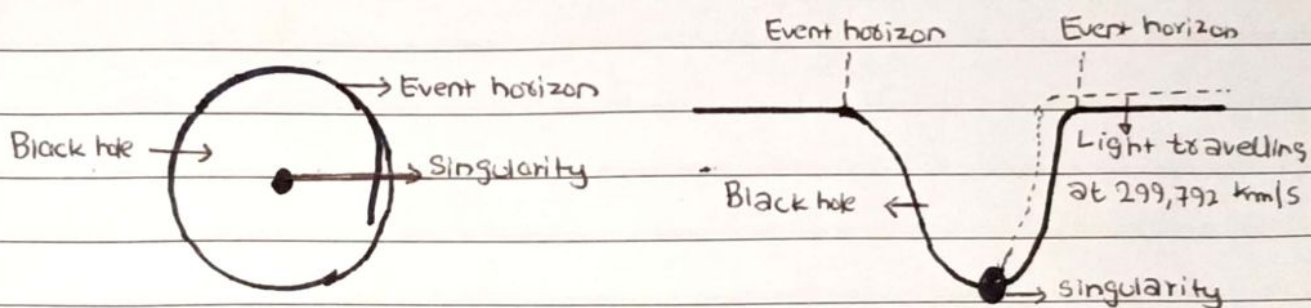 Event horizon
Black hole
Singularity
Event horizon
Event horizon
Light travelling
at 299,792 km/s
Black hole
singularity